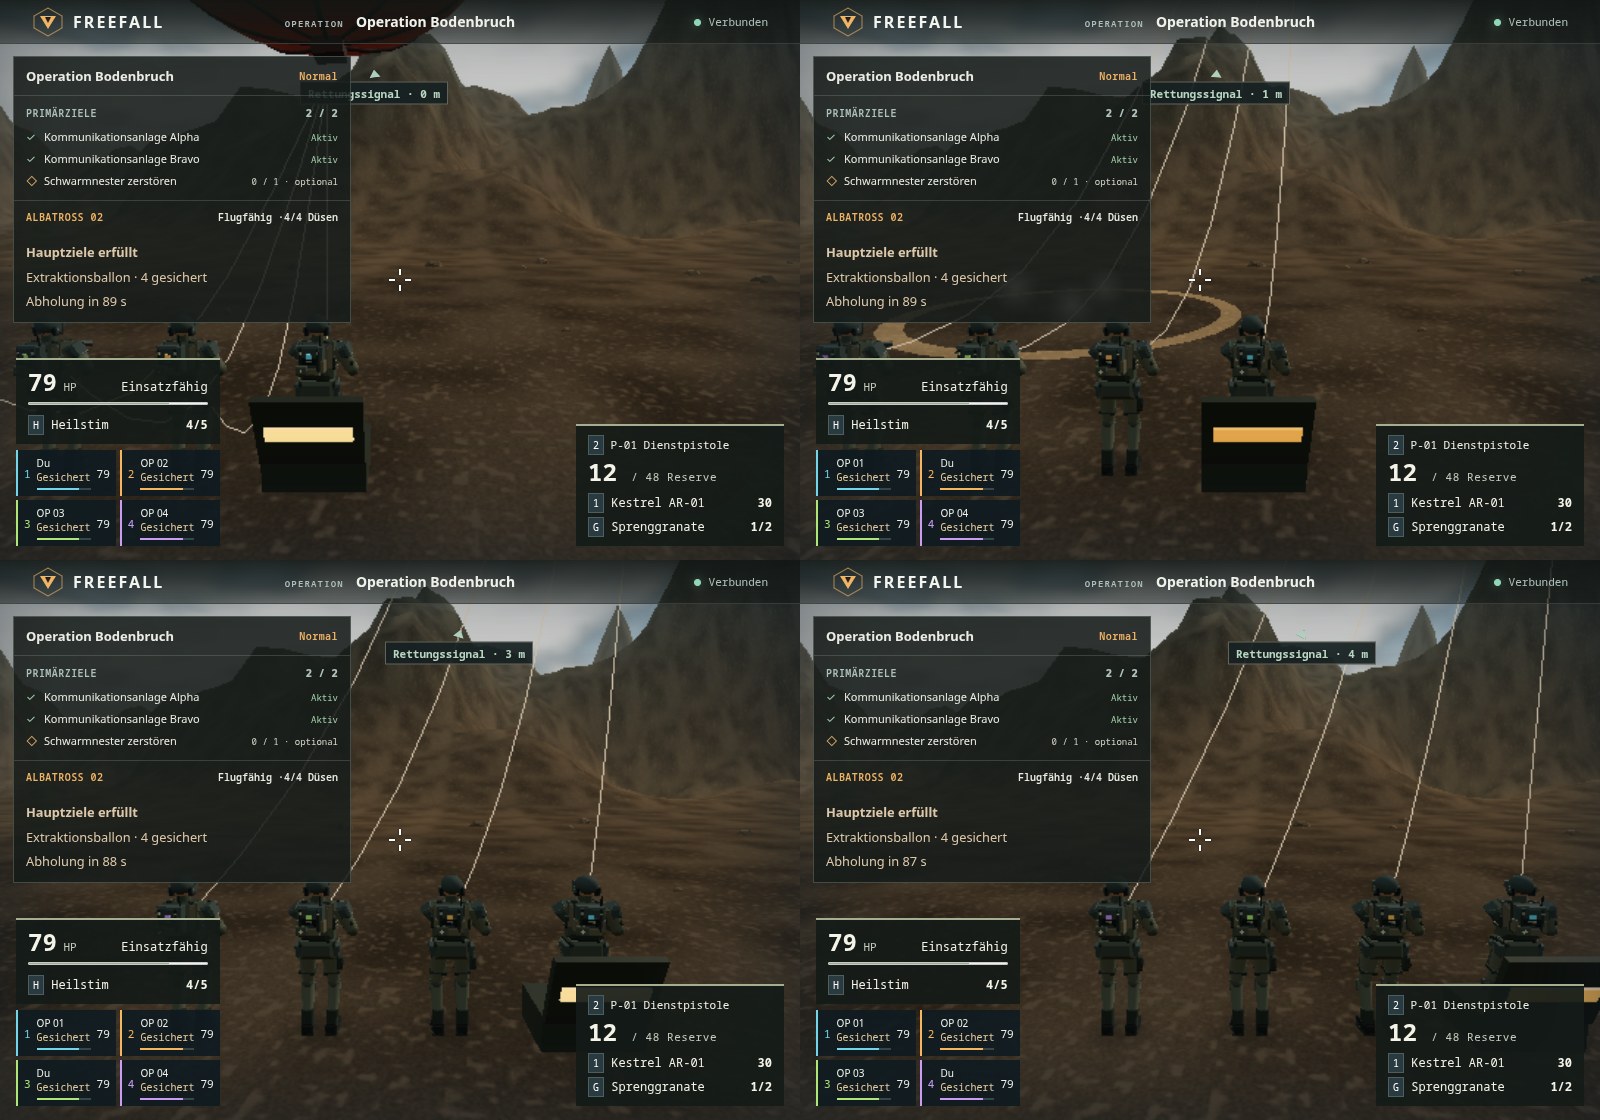 FREEFALL
OPERATION Operation Bodenbruch
Verbunden
Operation Bodenbruch Normal
Rettungssignal · 0 m
PRIMÄRZIELE 2 / 2
Kommunikationsanlage Alpha Aktiv
Kommunikationsanlage Bravo Aktiv
Schwarmnester zerstören 0 / 1 · optional
ALBATROSS 02 Flugfähig ·4/4 Düsen
Hauptziele erfüllt
Extraktionsballon · 4 gesichert
Abholung in 89 s
79 HP Einsatzfähig
H Heilstim 4/5
1 Du Gesichert 79
2 OP 02 Gesichert 79
3 OP 03 Gesichert 79
4 OP 04 Gesichert 79
2 P-01 Dienstpistole
12 / 48 Reserve
1 Kestrel AR-01 30
G Sprenggranate 1/2
FREEFALL
OPERATION Operation Bodenbruch
Verbunden
Operation Bodenbruch Normal
Rettungssignal · 1 m
PRIMÄRZIELE 2 / 2
Kommunikationsanlage Alpha Aktiv
Kommunikationsanlage Bravo Aktiv
Schwarmnester zerstören 0 / 1 · optional
ALBATROSS 02 Flugfähig ·4/4 Düsen
Hauptziele erfüllt
Extraktionsballon · 4 gesichert
Abholung in 89 s
79 HP Einsatzfähig
H Heilstim 4/5
1 OP 01 Gesichert 79
2 Du Gesichert 79
3 OP 03 Gesichert 79
4 OP 04 Gesichert 79
2 P-01 Dienstpistole
12 / 48 Reserve
1 Kestrel AR-01 30
G Sprenggranate 1/2
FREEFALL
OPERATION Operation Bodenbruch
Verbunden
Operation Bodenbruch Normal
Rettungssignal · 3 m
PRIMÄRZIELE 2 / 2
Kommunikationsanlage Alpha Aktiv
Kommunikationsanlage Bravo Aktiv
Schwarmnester zerstören 0 / 1 · optional
ALBATROSS 02 Flugfähig ·4/4 Düsen
Hauptziele erfüllt
Extraktionsballon · 4 gesichert
Abholung in 88 s
79 HP Einsatzfähig
H Heilstim 4/5
1 OP 01 Gesichert 79
2 OP 02 Gesichert 79
3 Du Gesichert 79
4 OP 04 Gesichert 79
2 P-01 Dienstpistole
12 / 48 Reserve
1 Kestrel AR-01 30
G Sprenggranate 1/2
FREEFALL
OPERATION Operation Bodenbruch
Verbunden
Operation Bodenbruch Normal
Rettungssignal · 4 m
PRIMÄRZIELE 2 / 2
Kommunikationsanlage Alpha Aktiv
Kommunikationsanlage Bravo Aktiv
Schwarmnester zerstören 0 / 1 · optional
ALBATROSS 02 Flugfähig ·4/4 Düsen
Hauptziele erfüllt
Extraktionsballon · 4 gesichert
Abholung in 87 s
79 HP Einsatzfähig
H Heilstim 4/5
1 OP 01 Gesichert 79
2 OP 02 Gesichert 79
3 OP 03 Gesichert 79
4 Du Gesichert 79
2 P-01 Dienstpistole
12 / 48 Reserve
1 Kestrel AR-01 30
G Sprenggranate 1/2